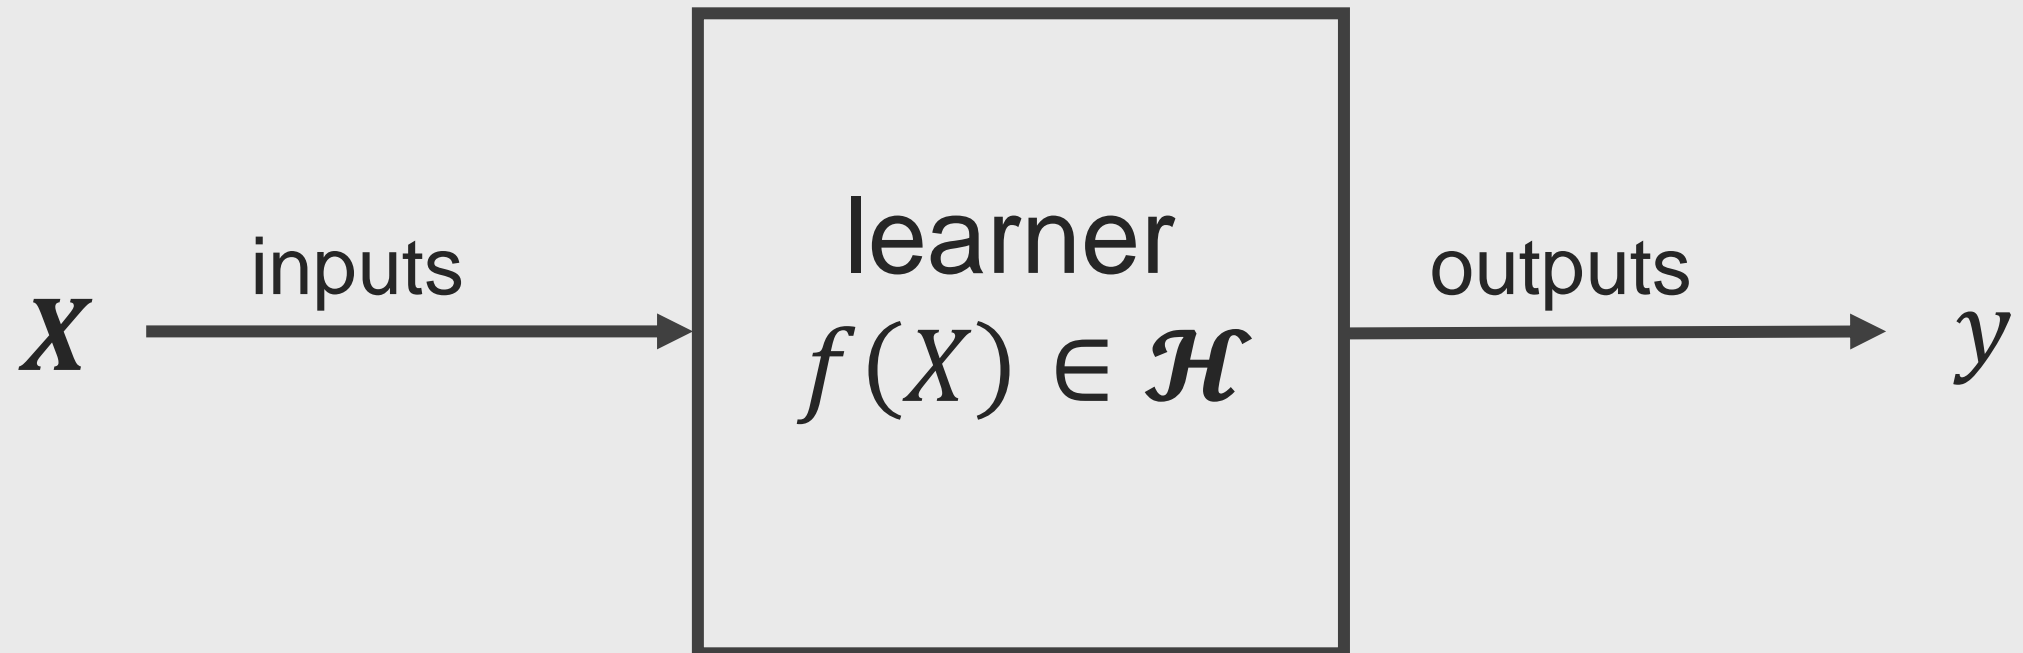 X
inputs
learner
f(X) ∈ ℋ
outputs
y